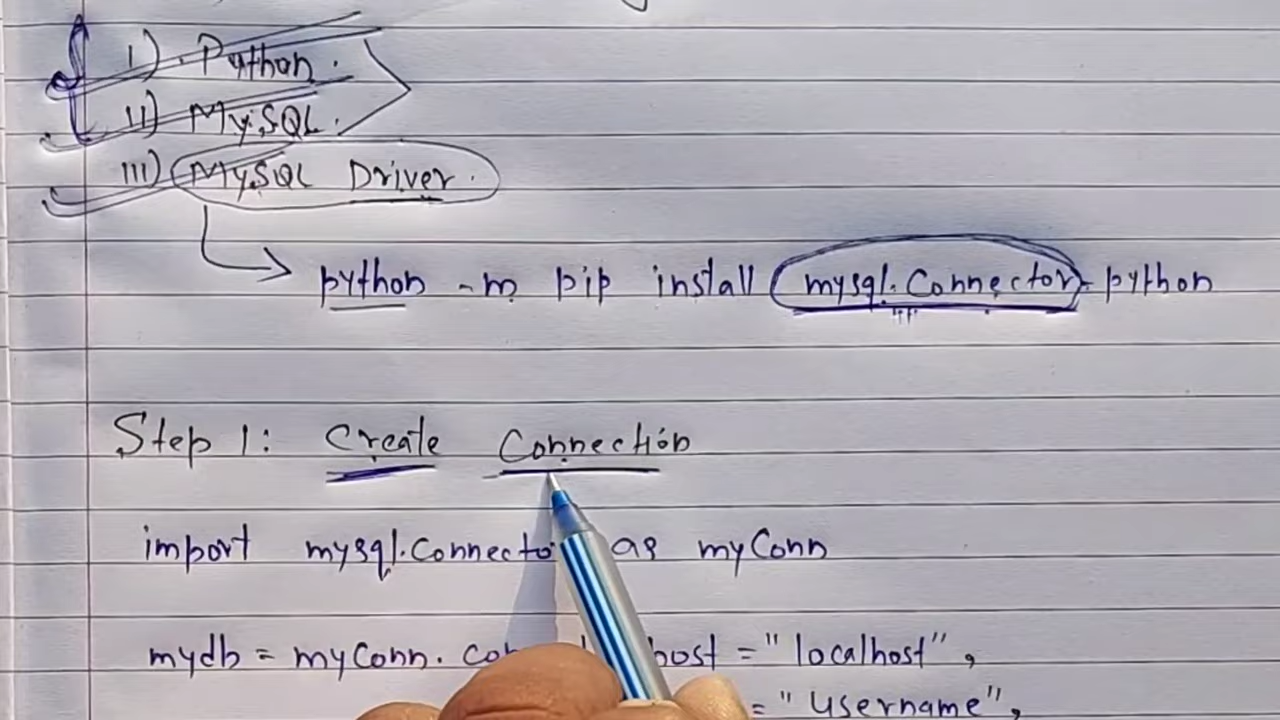 I) Python.
II) MySQL.
III) MySQL Driver.
python -m pip install mysql.Connector-python
Step 1: Create Connection
import mysql.Connector as myConn
mydb = myConn. host = "localhost",
= "username",